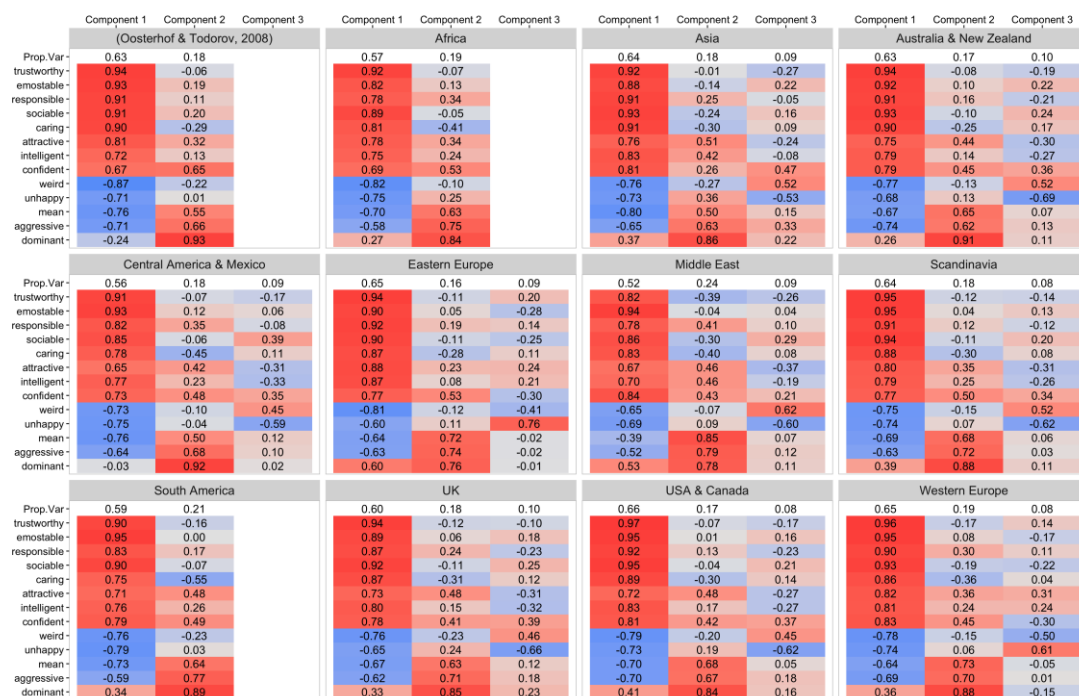 Component 1 Component 2 Component 3 Component 1 Component 2 Component 3 Component 1 Component 2 Component 3 Component 1 Component 2 Component 3
(Oosterhof & Todorov, 2008) Africa Asia Australia & New Zealand
Prop.Var 0.63 0.18 0.57 0.19 0.64 0.18 0.09 0.63 0.17 0.10
trustworthy 0.94 -0.06 0.92 -0.07 0.92 -0.01 -0.27 0.94 -0.08 -0.19
emostable 0.93 0.19 0.82 0.13 0.88 -0.14 0.22 0.92 0.10 0.22
responsible 0.91 0.11 0.78 0.34 0.91 0.25 -0.05 0.91 0.16 -0.21
sociable 0.91 0.20 0.89 -0.05 0.93 -0.24 0.16 0.93 -0.10 0.24
caring 0.90 -0.29 0.81 -0.41 0.91 -0.30 0.09 0.90 -0.25 0.17
attractive 0.81 0.32 0.78 0.34 0.76 0.51 -0.24 0.75 0.44 -0.30
intelligent 0.72 0.13 0.75 0.24 0.83 0.42 -0.08 0.79 0.14 -0.27
confident 0.67 0.65 0.69 0.53 0.81 0.26 0.47 0.79 0.45 0.36
weird -0.87 -0.22 -0.82 -0.10 -0.76 -0.27 0.52 -0.77 -0.13 0.52
unhappy -0.71 0.01 -0.75 0.25 -0.73 0.36 -0.53 -0.68 0.13 -0.69
mean -0.76 0.55 -0.70 0.63 -0.80 0.50 0.15 -0.67 0.65 0.07
aggressive -0.71 0.66 -0.58 0.75 -0.65 0.63 0.33 -0.74 0.62 0.13
dominant -0.24 0.93 0.27 0.84 0.37 0.86 0.22 0.26 0.91 0.11
Central America & Mexico Eastern Europe Middle East Scandinavia
Prop.Var 0.56 0.18 0.09 0.65 0.16 0.09 0.52 0.24 0.09 0.64 0.18 0.08
trustworthy 0.91 -0.07 -0.17 0.94 -0.11 0.20 0.82 -0.39 -0.26 0.95 -0.12 -0.14
emostable 0.93 0.12 0.06 0.90 0.05 -0.28 0.94 -0.04 0.04 0.95 0.04 0.13
responsible 0.82 0.35 -0.08 0.92 0.19 0.14 0.78 0.41 0.10 0.91 0.12 -0.12
sociable 0.85 -0.06 0.39 0.90 -0.11 -0.25 0.86 -0.30 0.29 0.94 -0.11 0.20
caring 0.78 -0.45 0.11 0.87 -0.28 0.11 0.83 -0.40 0.08 0.88 -0.30 0.08
attractive 0.65 0.42 -0.31 0.88 0.23 0.24 0.67 0.46 -0.37 0.80 0.35 -0.31
intelligent 0.77 0.23 -0.33 0.87 0.08 0.21 0.70 0.46 -0.19 0.79 0.25 -0.26
confident 0.73 0.48 0.35 0.77 0.53 -0.30 0.84 0.43 0.21 0.77 0.50 0.34
weird -0.73 -0.10 0.45 -0.81 -0.12 -0.41 -0.65 -0.07 0.62 -0.75 -0.15 0.52
unhappy -0.75 -0.04 -0.59 -0.60 0.11 0.76 -0.69 0.09 -0.60 -0.74 0.07 -0.62
mean -0.76 0.50 0.12 -0.64 0.72 -0.02 -0.39 0.85 0.07 -0.69 0.68 0.06
aggressive -0.64 0.68 0.10 -0.63 0.74 -0.02 -0.52 0.79 0.12 -0.63 0.72 0.03
dominant -0.03 0.92 0.02 0.60 0.76 -0.01 0.53 0.78 0.11 0.39 0.88 0.11
South America UK USA & Canada Western Europe
Prop.Var 0.59 0.21 0.60 0.18 0.10 0.66 0.17 0.08 0.65 0.19 0.08
trustworthy 0.90 -0.16 0.94 -0.12 -0.10 0.97 -0.07 -0.17 0.96 -0.17 0.14
emostable 0.95 0.00 0.89 0.06 0.18 0.95 0.01 0.16 0.95 0.08 -0.17
responsible 0.83 0.17 0.87 0.24 -0.23 0.92 0.13 -0.23 0.90 0.30 0.11
sociable 0.90 -0.07 0.92 -0.11 0.25 0.95 -0.04 0.21 0.93 -0.19 -0.22
caring 0.75 -0.55 0.87 -0.31 0.12 0.89 -0.30 0.14 0.86 -0.36 0.04
attractive 0.71 0.48 0.73 0.48 -0.31 0.72 0.48 -0.27 0.82 0.36 0.31
intelligent 0.76 0.26 0.80 0.15 -0.32 0.83 0.17 -0.27 0.81 0.24 0.24
confident 0.79 0.49 0.78 0.41 0.39 0.81 0.42 0.37 0.83 0.45 -0.30
weird -0.76 -0.23 -0.76 -0.23 0.46 -0.79 -0.20 0.45 -0.78 -0.15 -0.50
unhappy -0.79 0.03 -0.65 0.24 -0.66 -0.73 0.19 -0.62 -0.74 0.06 0.61
mean -0.73 0.64 -0.67 0.63 0.12 -0.70 0.68 0.05 -0.64 0.73 -0.05
aggressive -0.59 0.77 -0.62 0.71 0.18 -0.70 0.67 0.18 -0.69 0.70 0.01
dominant 0.34 0.89 0.33 0.85 0.23 0.41 0.84 0.16 0.36 0.88 -0.15